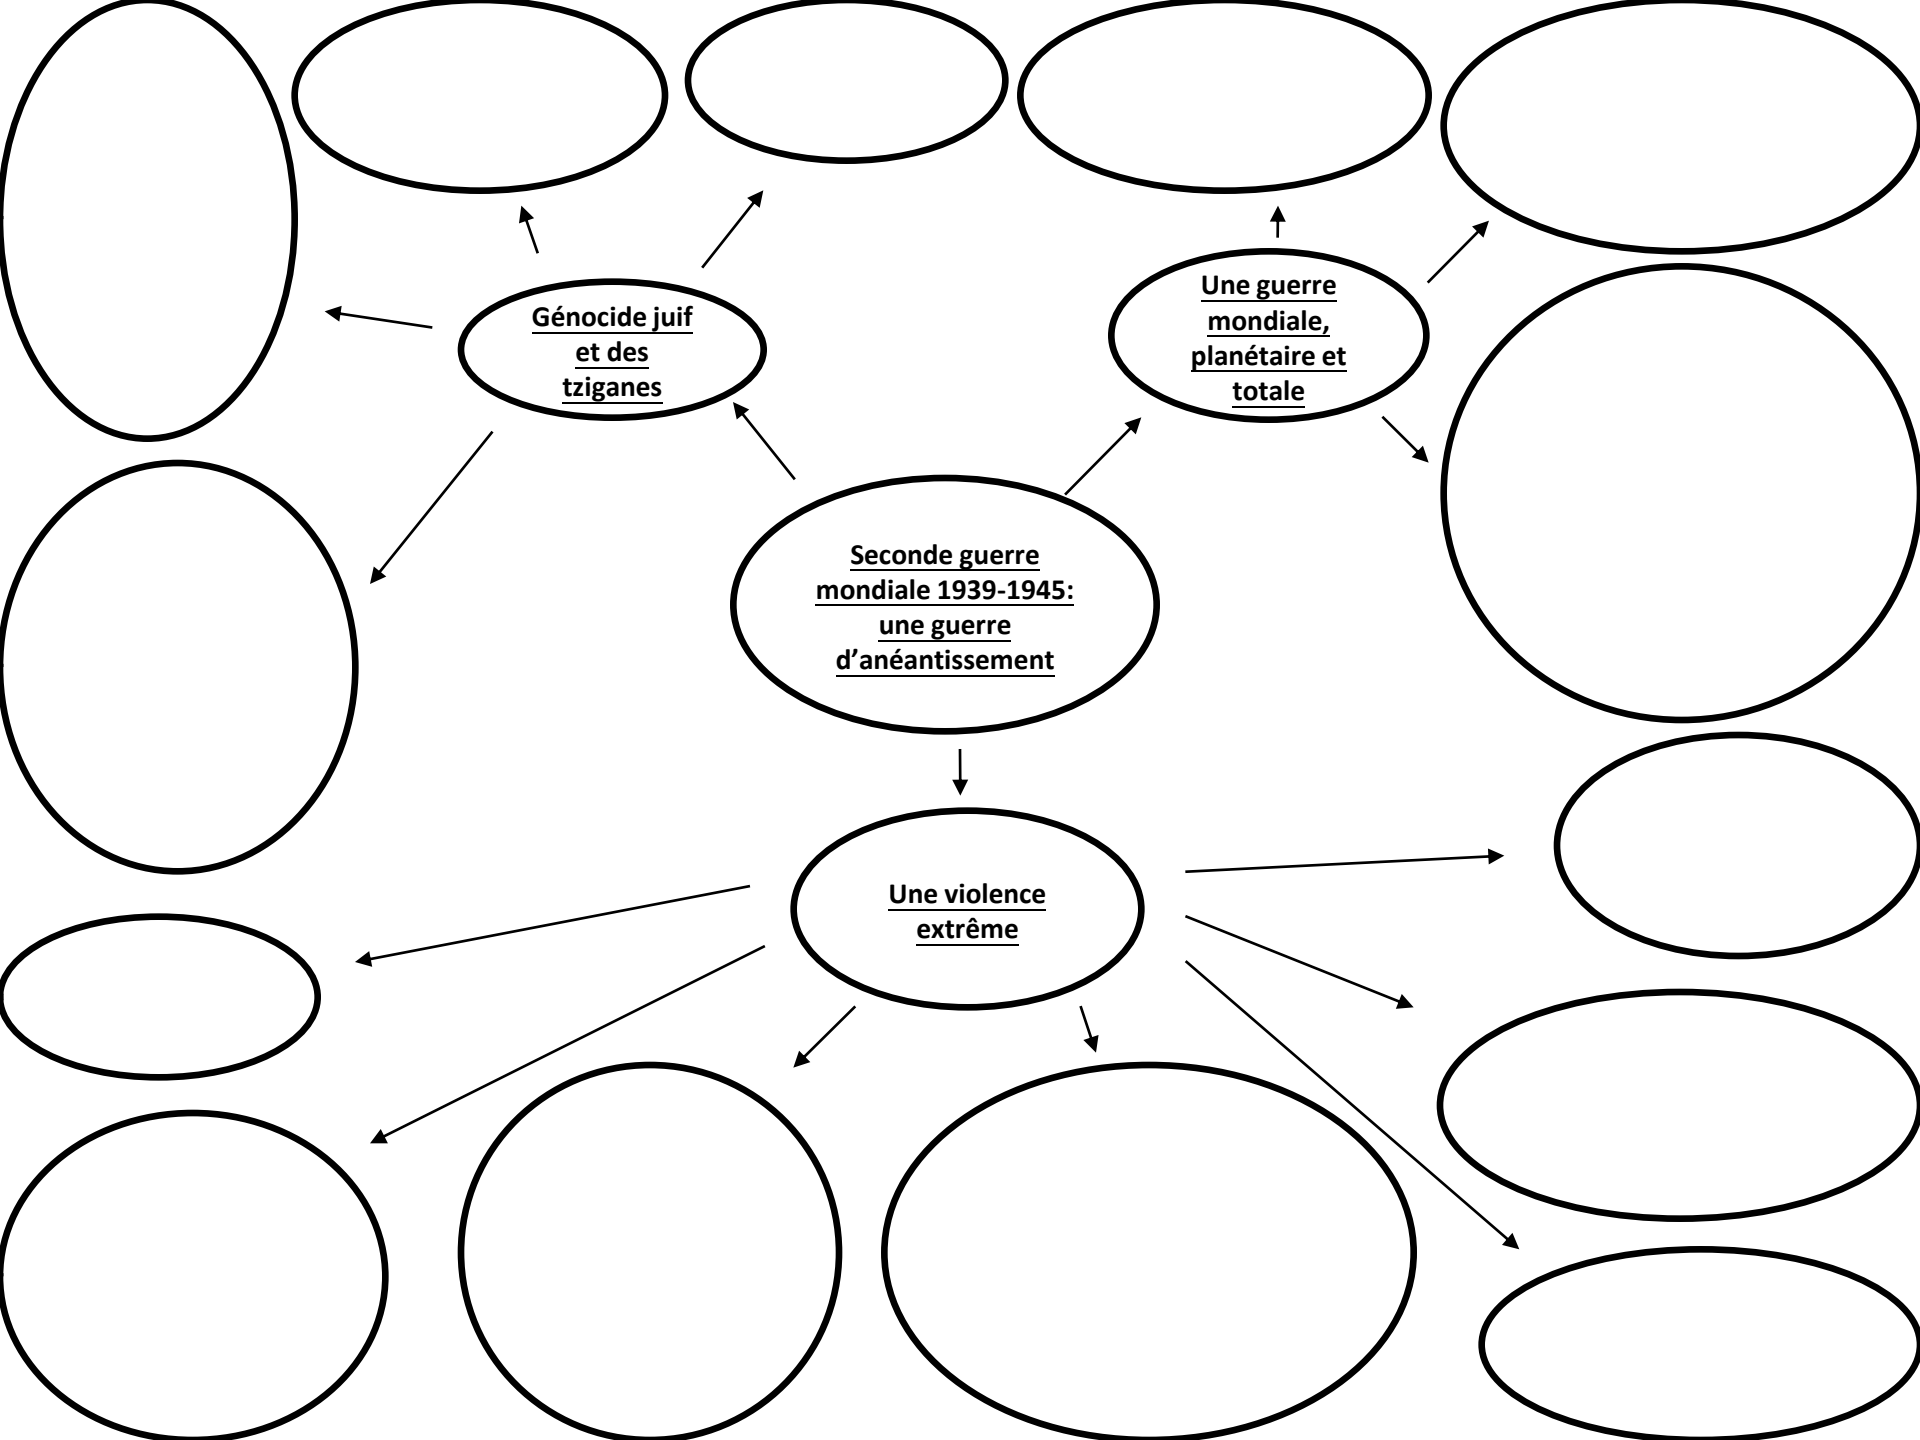 Génocide juif
et des
tziganes
Une guerre
mondiale,
planétaire et
totale
Seconde guerre
mondiale 1939-1945:
une guerre
d’anéantissement
Une violence
extrême